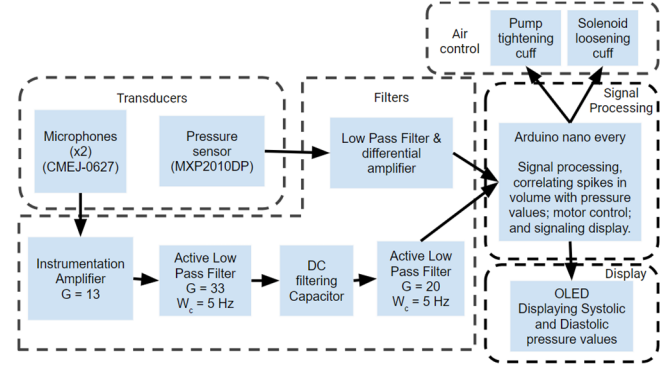 Air
control
Pump
tightening
cuff
Solenoid
loosening
cuff
Transducers
Microphones
(x2)
(CMEJ-0627)
Pressure
sensor
(MXP2010DP)
Filters
Low Pass Filter &
differential
amplifier
Signal
Processing
Arduino nano every
Signal processing,
correlating spikes in
volume with pressure
values; motor control;
and signaling display.
Instrumentation
Amplifier
G = 13
Active Low
Pass Filter
G = 33
Wc = 5 Hz
DC
filtering
Capacitor
Active Low
Pass Filter
G = 20
Wc = 5 Hz
Display
OLED
Displaying Systolic
and Diastolic
pressure values